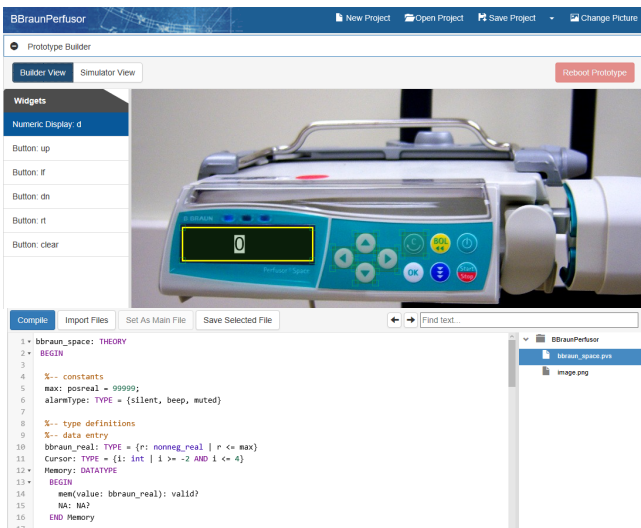 BBraunPerfusor
New Project Open Project Save Project Change Picture
Prototype Builder
Builder View Simulator View Reboot Prototype
Widgets
Numeric Display: d
Button: up
Button: lf
Button: dn
Button: rt
Button: clear
B BRAUN
0
Perfusor® Space
C BOL
OK Start
Stop
Compile Import Files Set As Main File Save Selected File Find text...
1 bbraun_space: THEORY
2 BEGIN
3
4 %-- constants
5 max: posreal = 99999;
6 alarmType: TYPE = {silent, beep, muted}
7
8 %-- type definitions
9 %-- data entry
10 bbraun_real: TYPE = {r: nonneg_real | r <= max}
11 Cursor: TYPE = {i: int | i >= -2 AND i <= 4}
12 Memory: DATATYPE
13 BEGIN
14 mem(value: bbraun_real): valid?
15 NA: NA?
16 END Memory
BBraunPerfusor
bbraun_space.pvs
image.png